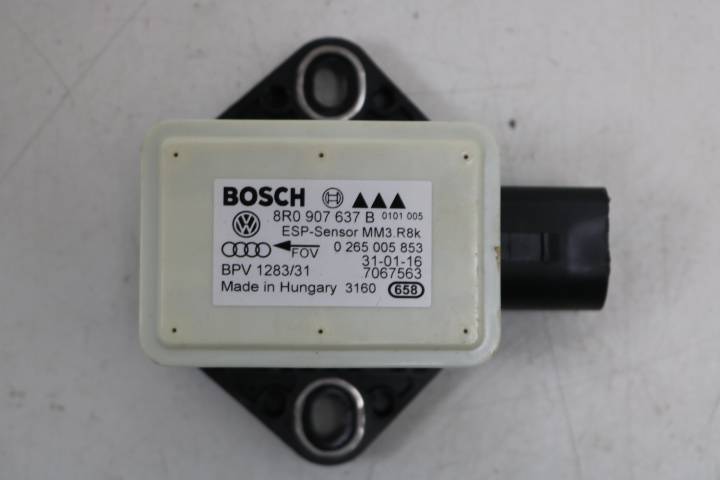 BOSCH
8R0 907 637 B 0101 005
ESP-Sensor MM3.R8k
FOV 0 265 005 853
31-01-16
BPV 1283/31 7067563
Made in Hungary 3160 658